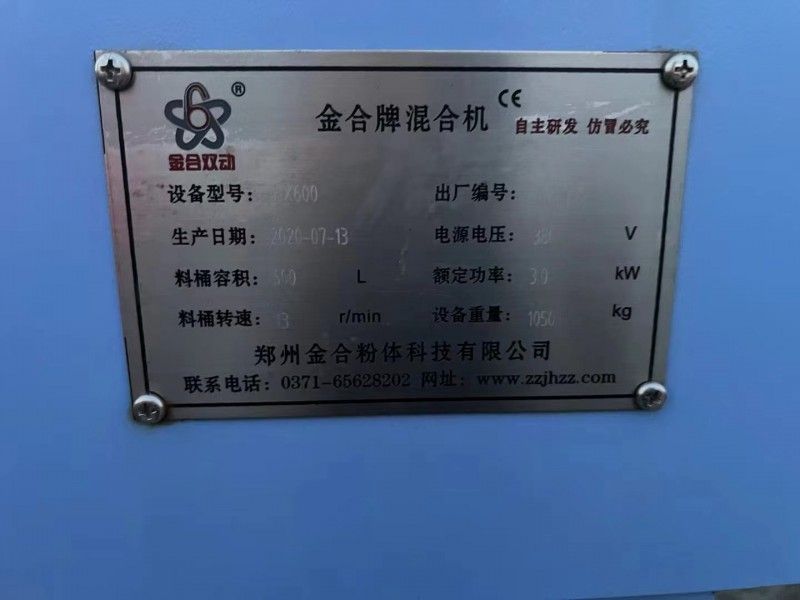 金合牌混合机 CE
自主研发 仿冒必究
®
金合双动
设备型号： 出厂编号：
生产日期：2020-07-13 电源电压： V
料桶容积： L 额定功率：3.0 kW
料桶转速：13 r/min 设备重量：1050 kg
郑州金合粉体科技有限公司
联系电话：0371-65628202 网址：www.zzjhzz.com